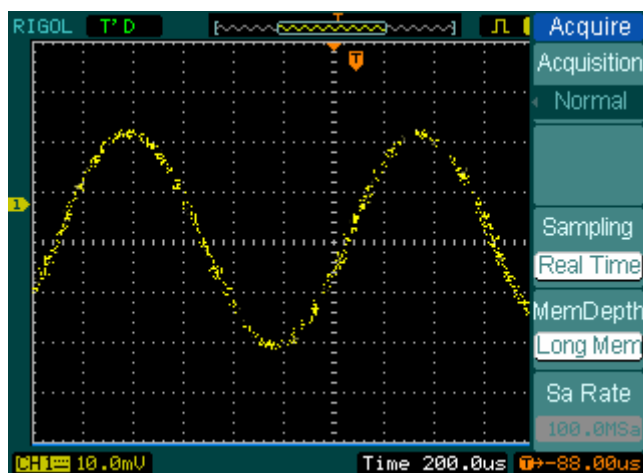 RIGOL T'D T
Acquire
T
Acquisition
Normal
1
Sampling
Real Time
MemDepth
Long Mem
Sa Rate
100.0MSa
CH1 10.0mV Time 200.0us T→-88.00us